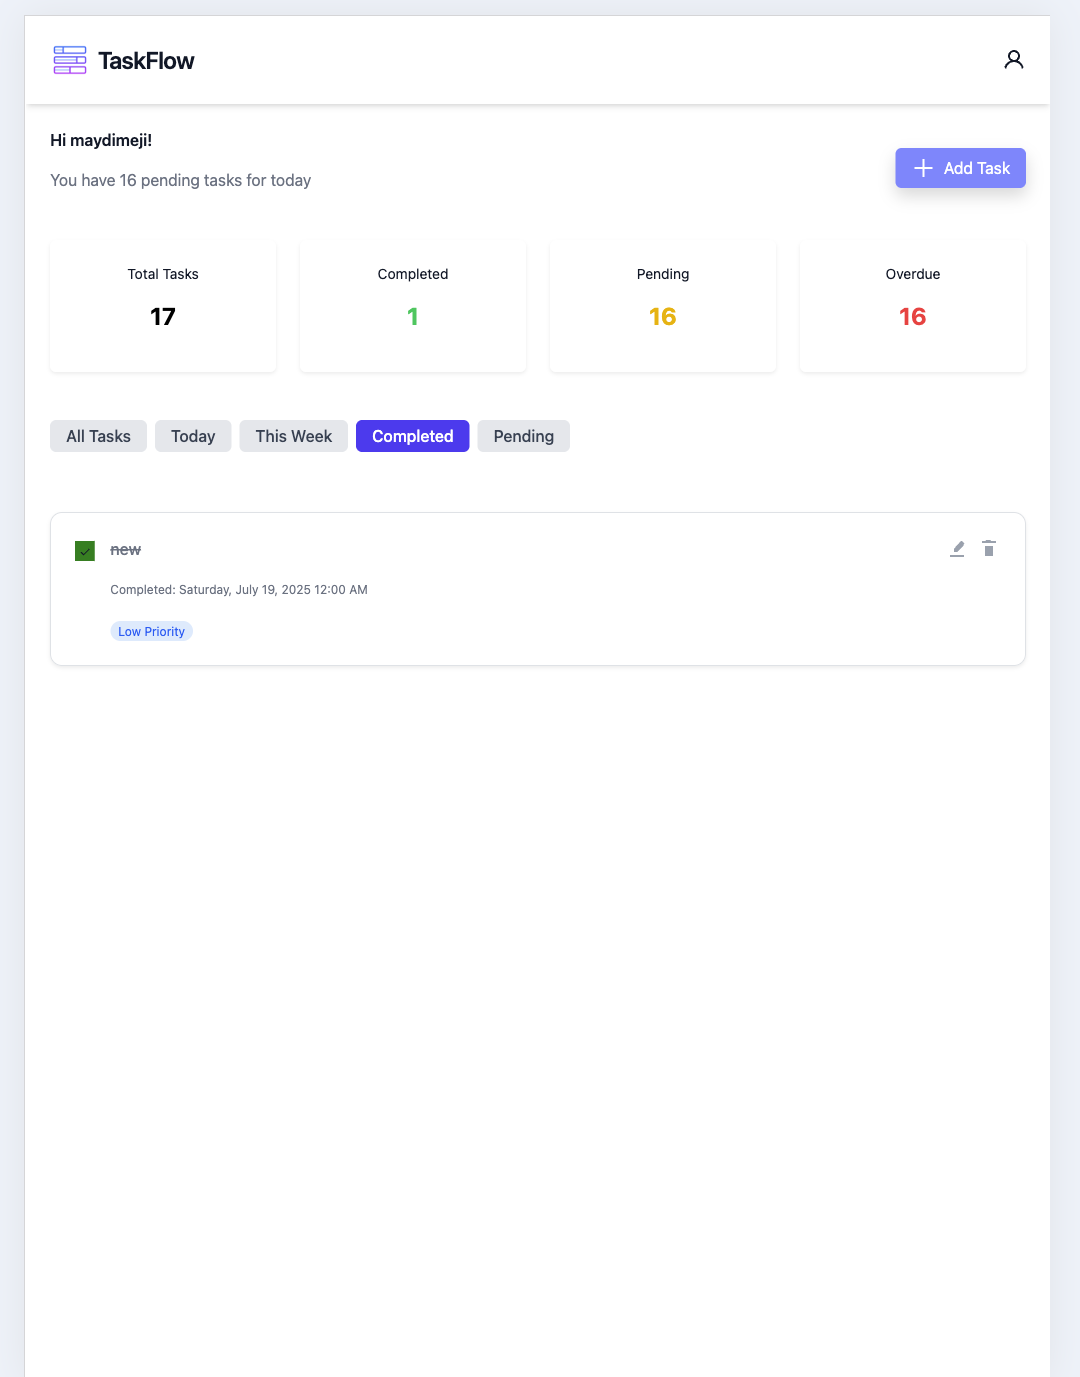 TaskFlow
Hi maydimeji!
You have 16 pending tasks for today
Add Task
Total Tasks
17
Completed
1
Pending
16
Overdue
16
All Tasks
Today
This Week
Completed
Pending
new
Completed: Saturday, July 19, 2025 12:00 AM
Low Priority